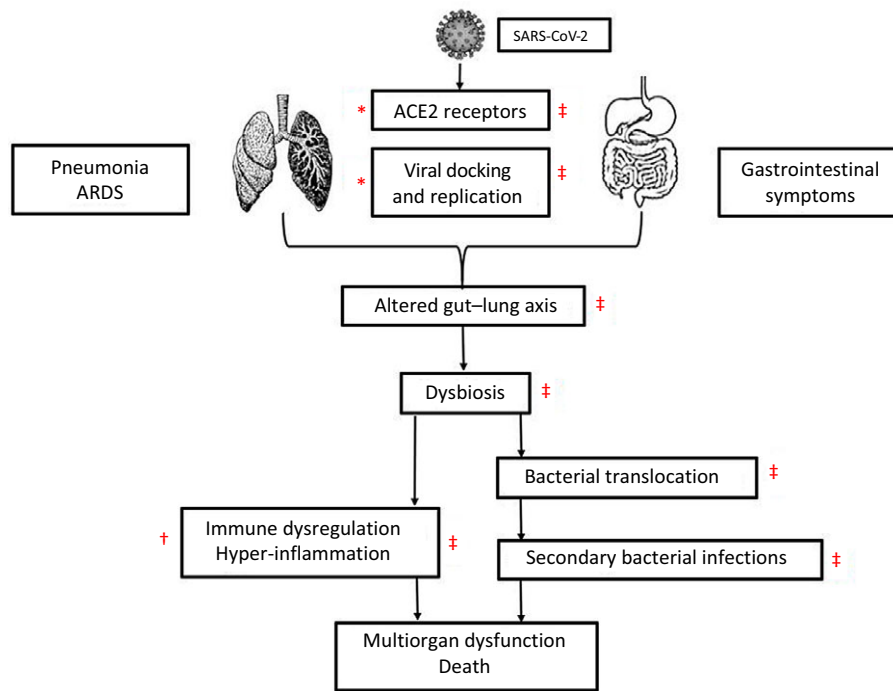 SARS-CoV-2
* ACE2 receptors ‡
Pneumonia
ARDS
* Viral docking ‡
and replication
Gastrointestinal
symptoms
Altered gut–lung axis ‡
Dysbiosis ‡
Bacterial translocation ‡
† Immune dysregulation ‡
Hyper-inflammation
Secondary bacterial infections ‡
Multiorgan dysfunction
Death